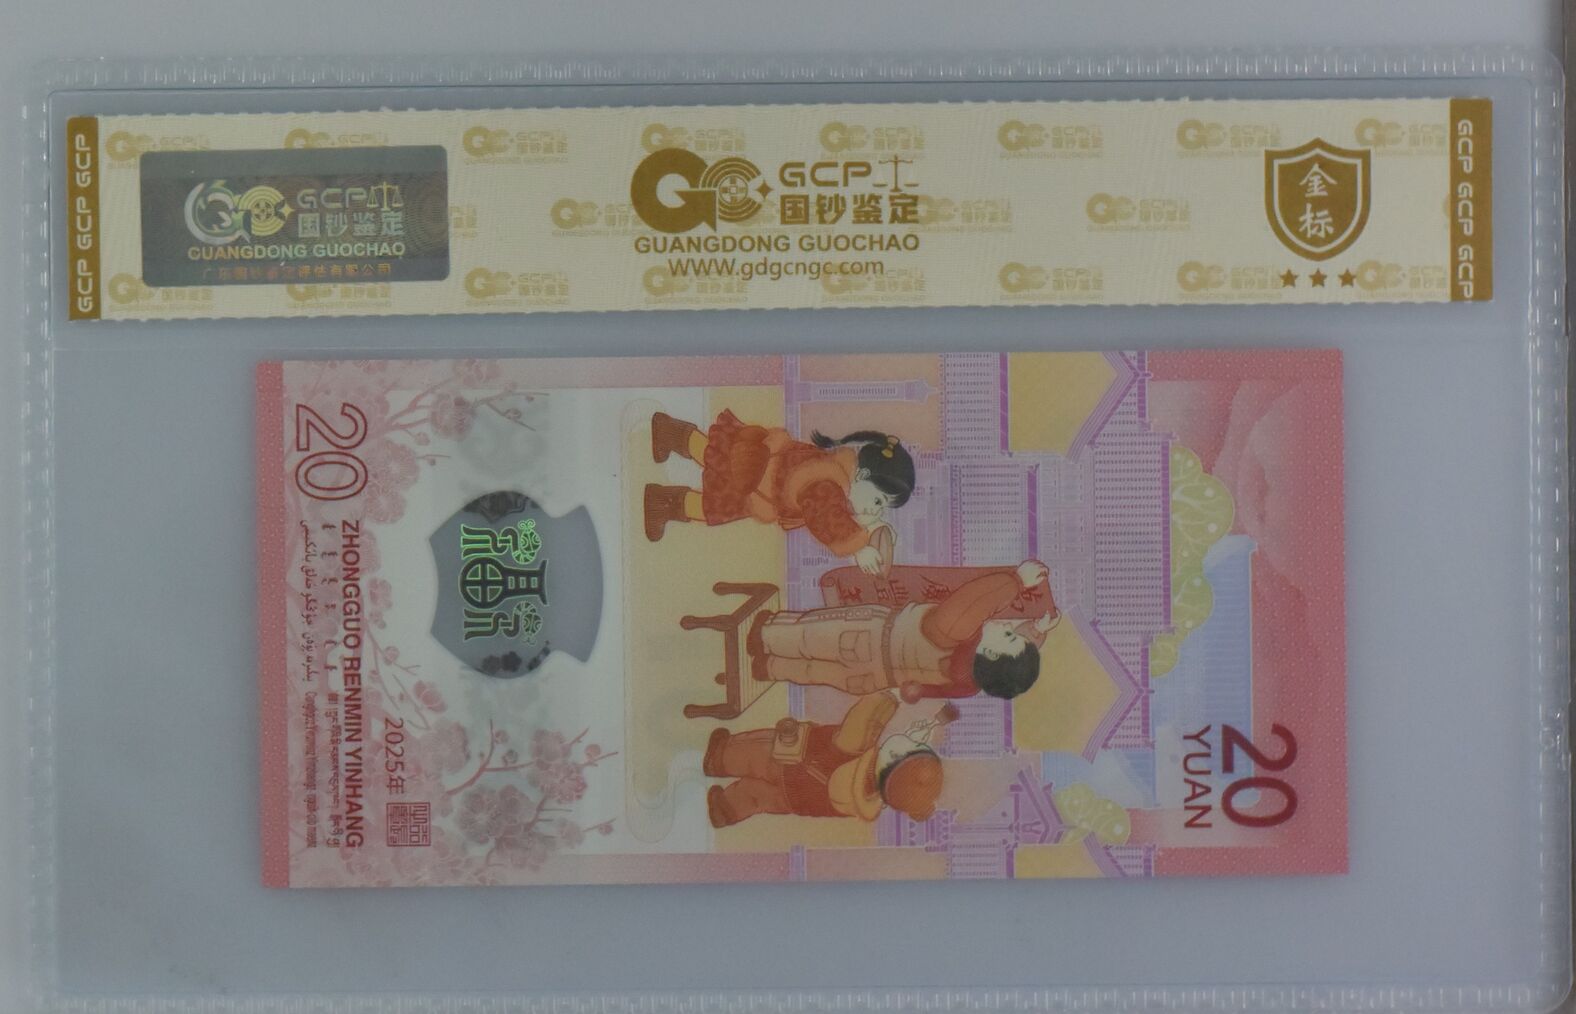 GCP GCP GCP
GCP
国钞鉴定
GUANGDONG GUOCHAO
GCP
国钞鉴定
GUANGDONG GUOCHAO
WWW.gdgcngc.com
金
标
GCP GCP GCP
20
ZHONGGUO RENMIN YINHANG
2025年
福
20
YUAN